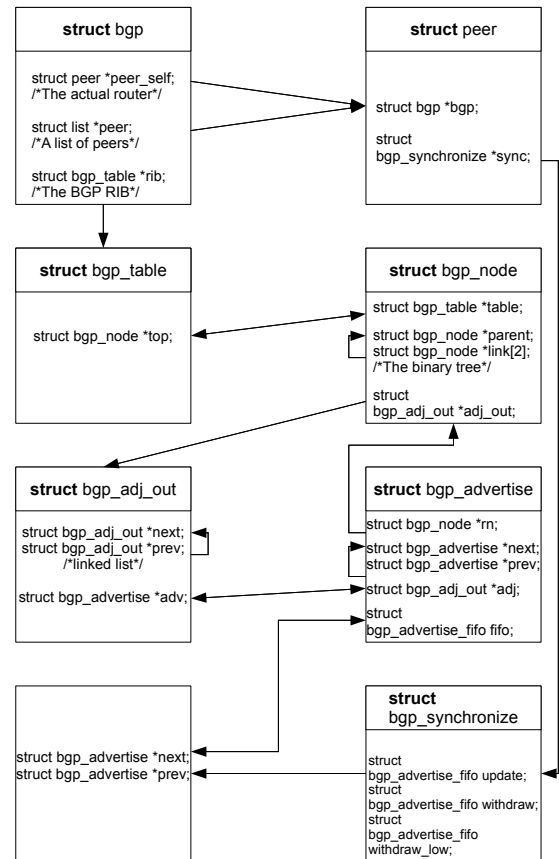 struct bgp
struct peer *peer_self;
/*The actual router*/
struct list *peer;
/*A list of peers*/
struct bgp_table *rib;
/*The BGP RIB*/
struct peer
struct bgp *bgp;
struct
bgp_synchronize *sync;
struct bgp_table
struct bgp_node *top;
struct bgp_node
struct bgp_table *table;
struct bgp_node *parent;
struct bgp_node *link[2];
/*The binary tree*/
struct
bgp_adj_out *adj_out;
struct bgp_adj_out
struct bgp_adj_out *next;
struct bgp_adj_out *prev;
/*linked list*/
struct bgp_advertise *adv;
struct bgp_advertise
struct bgp_node *rn;
struct bgp_advertise *next;
struct bgp_advertise *prev;
struct bgp_adj_out *adj;
struct
bgp_advertise_fifo fifo;
struct bgp_advertise *next;
struct bgp_advertise *prev;
struct
bgp_synchronize
struct
bgp_advertise_fifo update;
struct
bgp_advertise_fifo withdraw;
struct
bgp_advertise_fifo
withdraw_low;